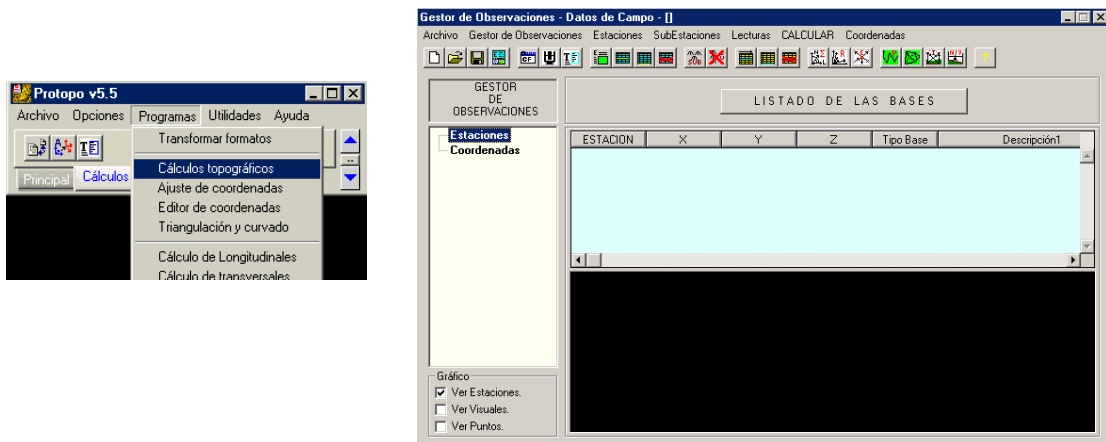 Protopo v5.5
Archivo Opciones Programas Utilidades Ayuda
Transformar formatos
Principal Cálculos
Cálculos topográficos
Ajuste de coordenadas
Editor de coordenadas
Triangulación y curvado
Cálculo de Longitudinales
Cálculo de transversales
Gestor de Observaciones - Datos de Campo - []
Archivo Gestor de Observaciones Estaciones SubEstaciones Lecturas CALCULAR Coordenadas
GESTOR
DE
OBSERVACIONES
LISTADO DE LAS BASES
Estaciones
Coordenadas
ESTACION X Y Z Tipo Base Descripción1
Gráfico
Ver Estaciones.
Ver Visuales.
Ver Puntos.